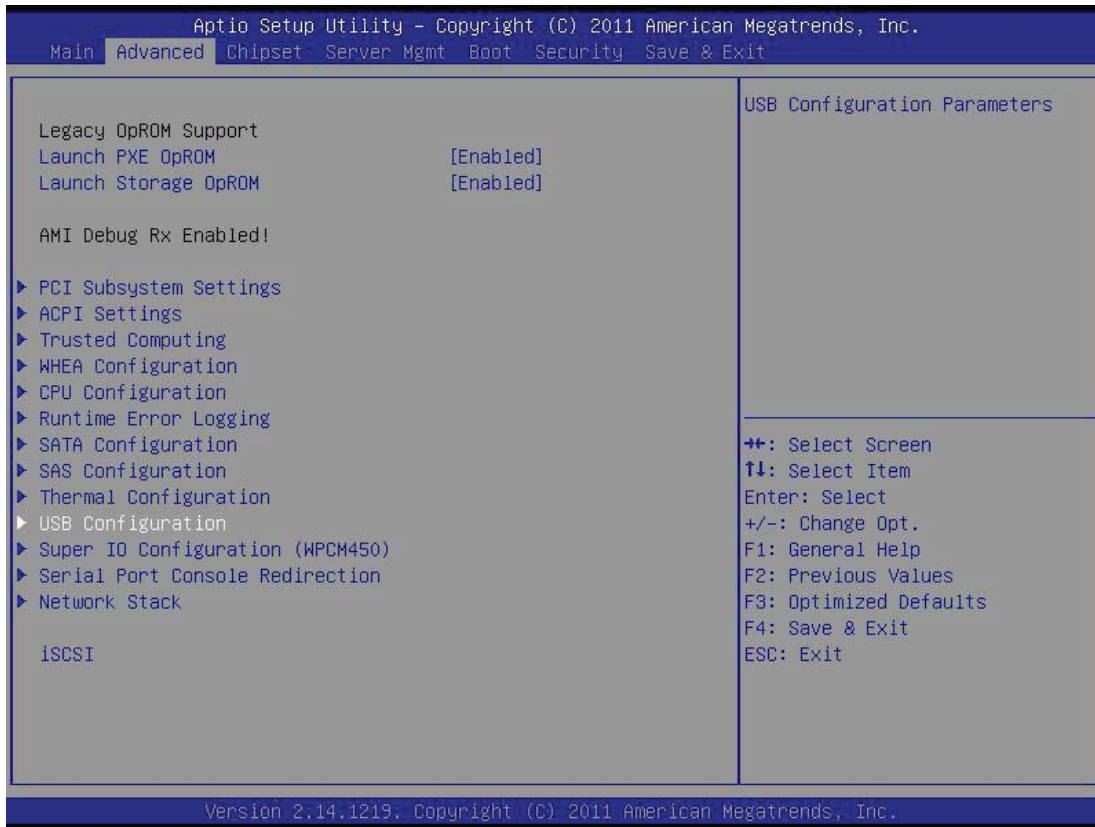 Aptio Setup Utility – Copyright (C) 2011 American Megatrends, Inc.
Main Advanced Chipset Server Mgmt Boot Security Save & Exit
Legacy OpROM Support
Launch PXE OpROM [Enabled]
Launch Storage OpROM [Enabled]
AMI Debug Rx Enabled!
▶ PCI Subsystem Settings
▶ ACPI Settings
▶ Trusted Computing
▶ WHEA Configuration
▶ CPU Configuration
▶ Runtime Error Logging
▶ SATA Configuration
▶ SAS Configuration
▶ Thermal Configuration
▶ USB Configuration
▶ Super IO Configuration (WPCM450)
▶ Serial Port Console Redirection
▶ Network Stack
iSCSI
USB Configuration Parameters
→←: Select Screen
↑↓: Select Item
Enter: Select
+/-: Change Opt.
F1: General Help
F2: Previous Values
F3: Optimized Defaults
F4: Save & Exit
ESC: Exit
Version 2.14.1219. Copyright (C) 2011 American Megatrends, Inc.